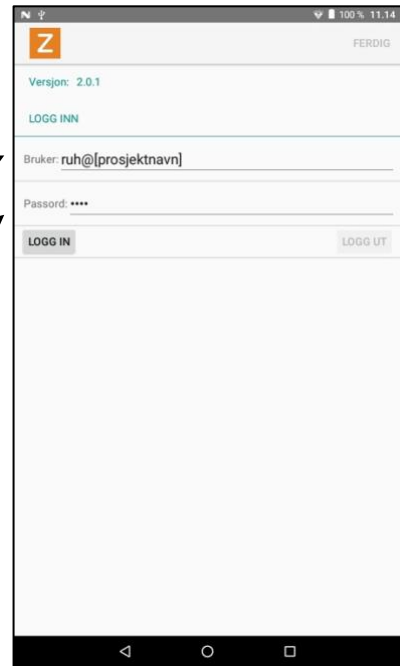 100 % 11.14
Z
FERDIG
Versjon: 2.0.1
LOGG INN
Bruker: ruh@[prosjektnavn]
Passord: ••••
LOGG IN
LOGG UT